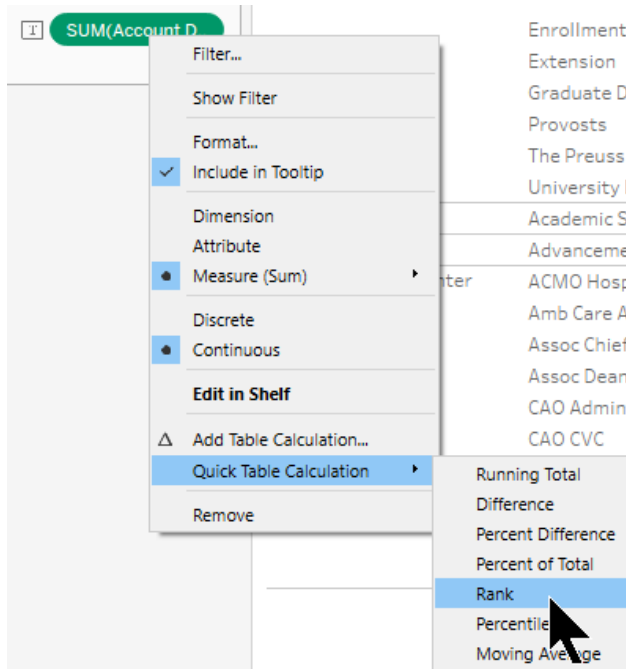 T SUM(Account D...
Filter...
Show Filter
Format...
Include in Tooltip
Dimension
Attribute
Measure (Sum)
Discrete
Continuous
Edit in Shelf
Add Table Calculation...
Quick Table Calculation
Remove
Running Total
Difference
Percent Difference
Percent of Total
Rank
Percentile
Moving Average
Enrollment
Extension
Graduate D
Provosts
The Preuss
University
Academic S
Advanceme
nter ACMO Hosp
Amb Care A
Assoc Chief
Assoc Dean
CAO Admin
CAO CVC